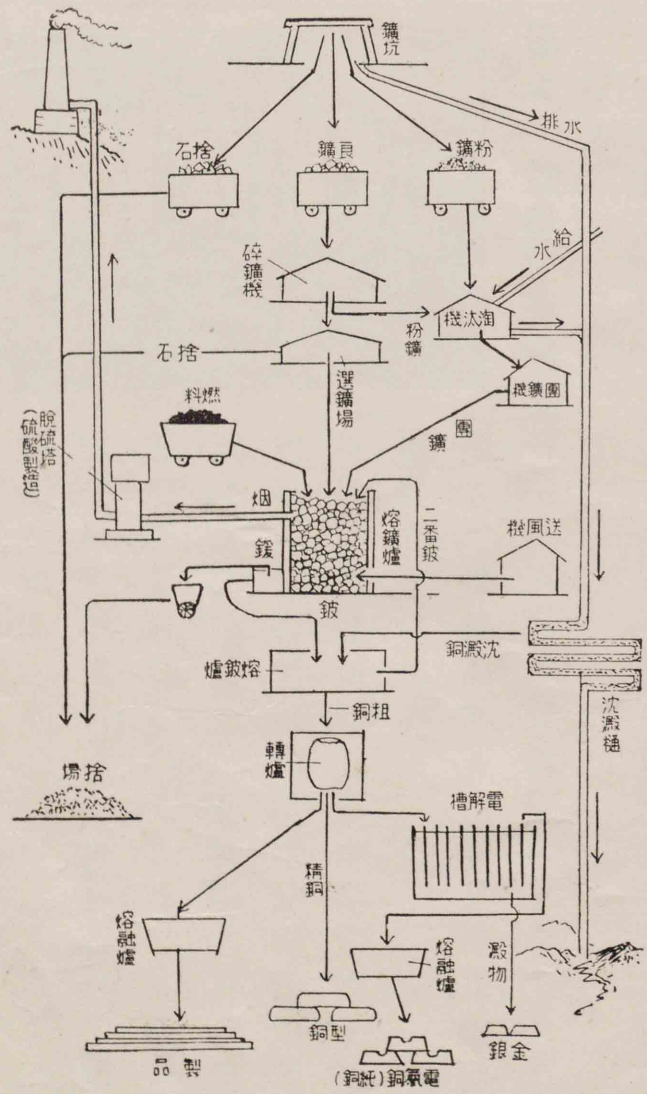 鑛坑
排水
粉鑛
良鑛
捨石
給水
碎鑛機
淘汰機
粉鑛
捨石
選鑛場
團鑛機
燃料
團鑛
脱硫塔
(硫酸製造)
烟
熔鑛爐
二番鈹
送風機
鍰
鈹
沈澱銅
熔鈹爐
沈澱樋
粗銅
轉爐
捨場
電解槽
精銅
熔融爐
熔融爐
澱物
型銅
金銀
製品
電氣銅(純銅)